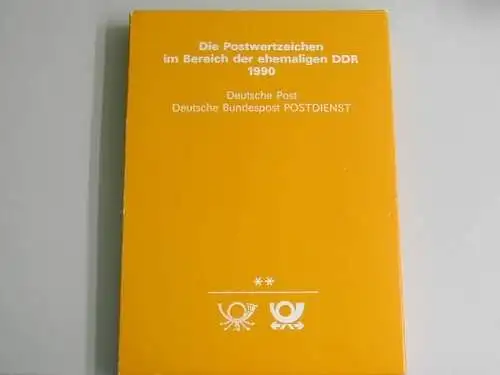 Die Postwertzeichen
im Bereich der ehemaligen DDR
1990
Deutsche Post
Deutsche Bundespost POSTDIENST
**